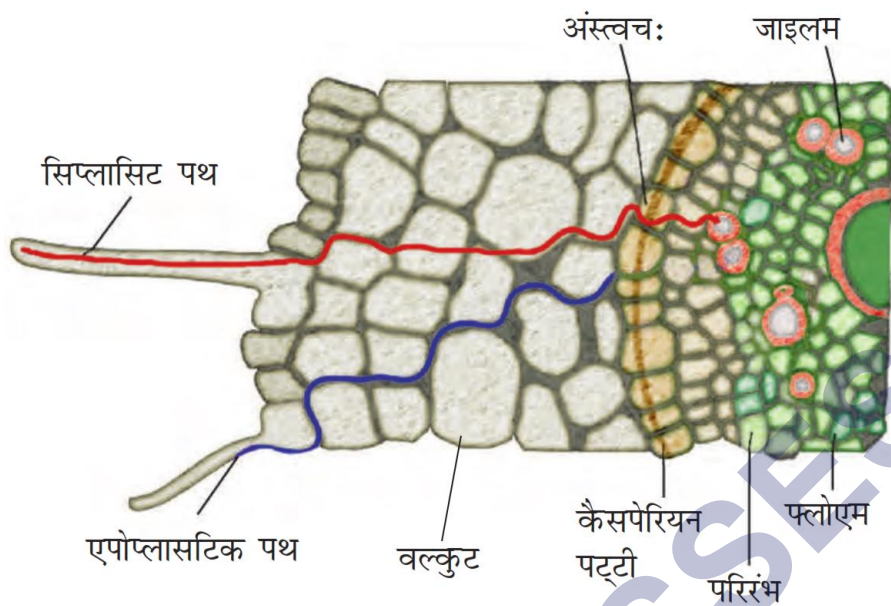 अंस्त्वच:
जाइलम
सिप्लासिट पथ
एपोप्लासटिक पथ
वल्कुट
कैसपेरियन
पट्टी
परिरंभ
फ्लोएम